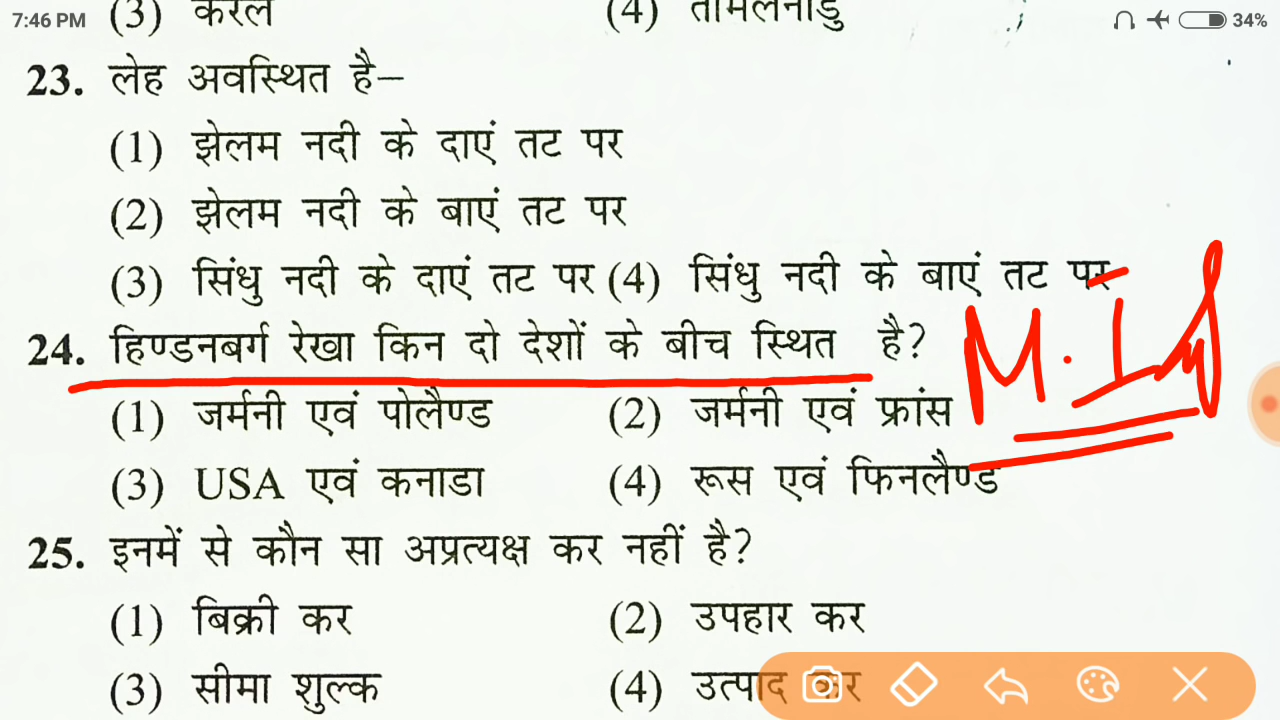 7:46 PM
34%
(3) केरल (4) तमिलनाडु
23. लेह अवस्थित है–
(1) झेलम नदी के दाएं तट पर
(2) झेलम नदी के बाएं तट पर
(3) सिंधु नदी के दाएं तट पर (4) सिंधु नदी के बाएं तट पर
24. हिण्डनबर्ग रेखा किन दो देशों के बीच स्थित है?
M. Imp
(1) जर्मनी एवं पोलैण्ड (2) जर्मनी एवं फ्रांस
(3) USA एवं कनाडा (4) रूस एवं फिनलैण्ड
25. इनमें से कौन सा अप्रत्यक्ष कर नहीं है?
(1) बिक्री कर (2) उपहार कर
(3) सीमा शुल्क (4) उत्पाद कर